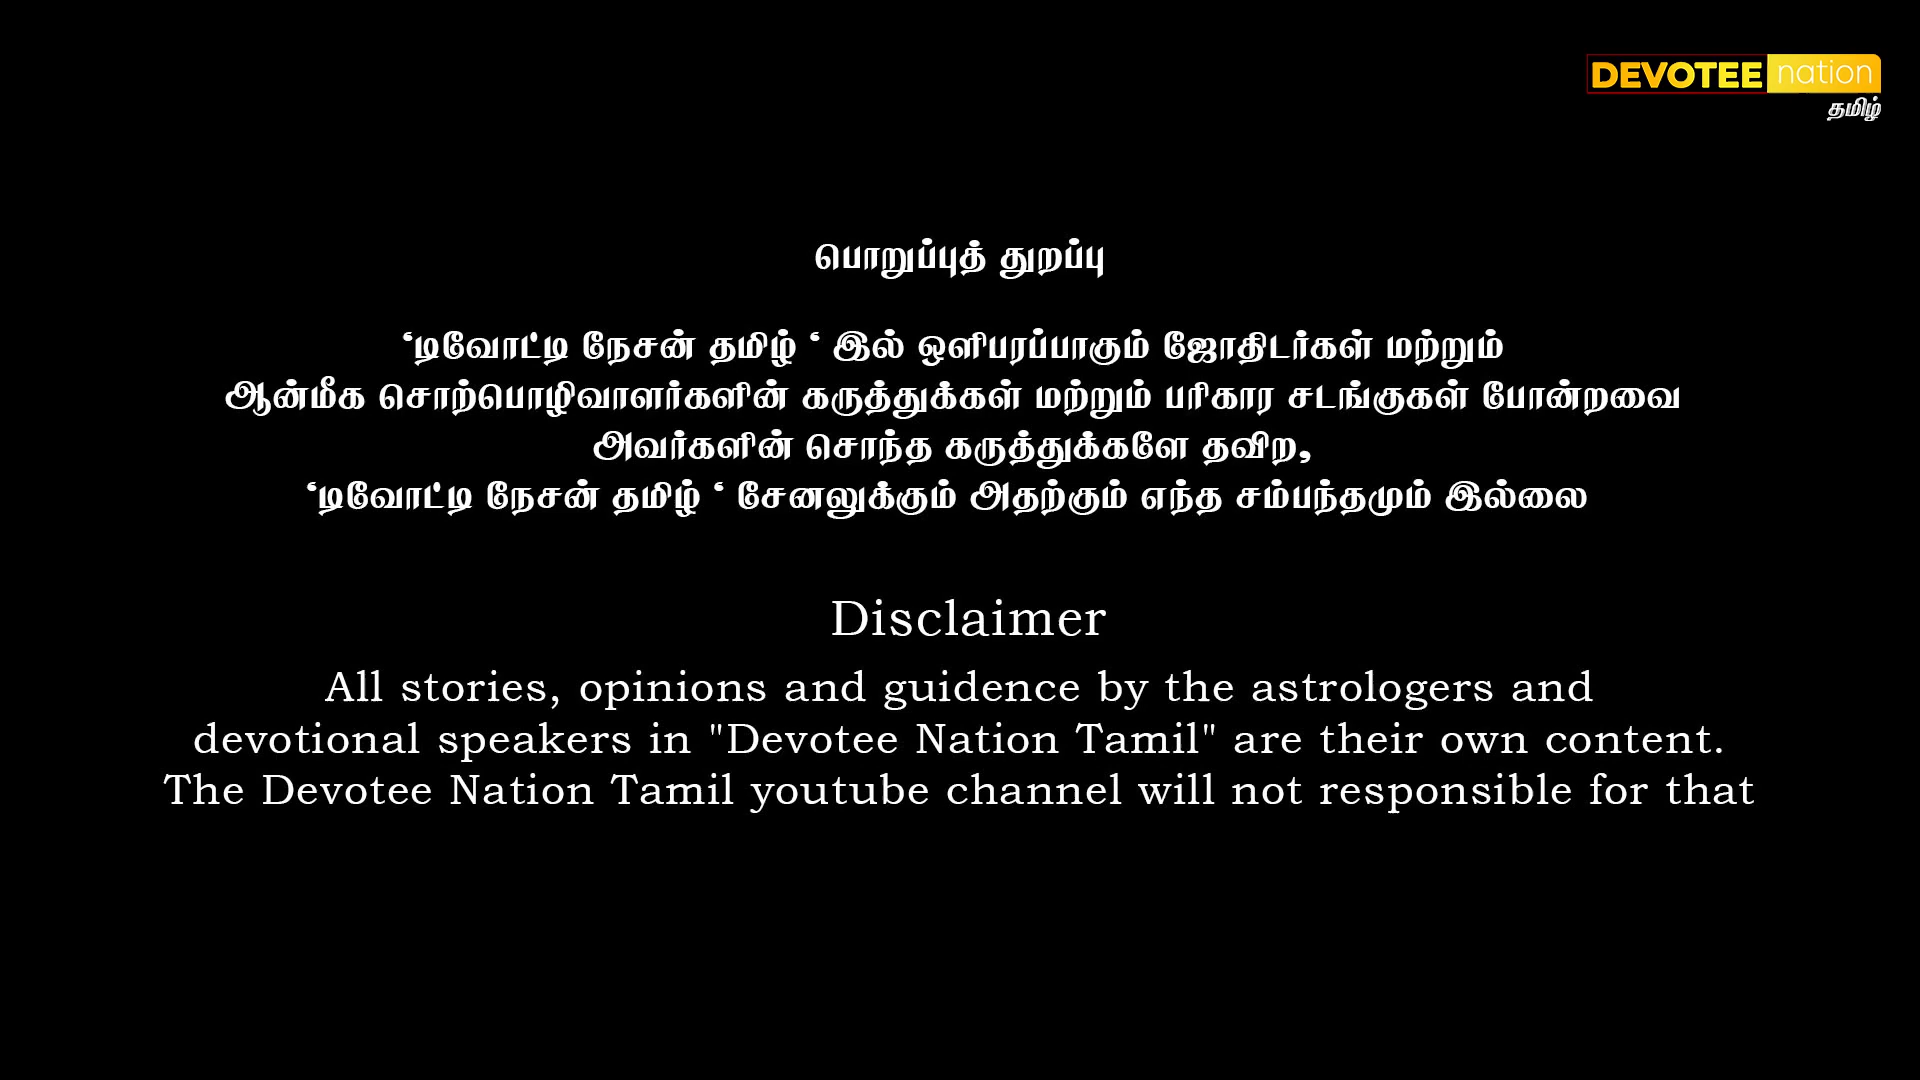 DEVOTEE nation
தமிழ்
பொறுப்புத் துறப்பு
‘டிவோட்டி நேசன் தமிழ் ‘ இல் ஒளிபரப்பாகும் ஜோதிடர்கள் மற்றும்
ஆன்மீக சொற்பொழிவாளர்களின் கருத்துக்கள் மற்றும் பரிகார சடங்குகள் போன்றவை
அவர்களின் சொந்த கருத்துக்களே தவிற,
‘டிவோட்டி நேசன் தமிழ் ‘ சேனலுக்கும் அதற்கும் எந்த சம்பந்தமும் இல்லை
Disclaimer
All stories, opinions and guidence by the astrologers and
devotional speakers in "Devotee Nation Tamil" are their own content.
The Devotee Nation Tamil youtube channel will not responsible for that